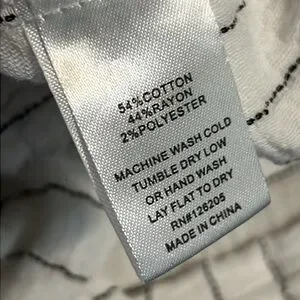 54%COTTON
44%RAYON
2%POLYESTER
MACHINE WASH COLD
TUMBLE DRY LOW
OR HAND WASH
LAY FLAT TO DRY
RN#126205
MADE IN CHINA